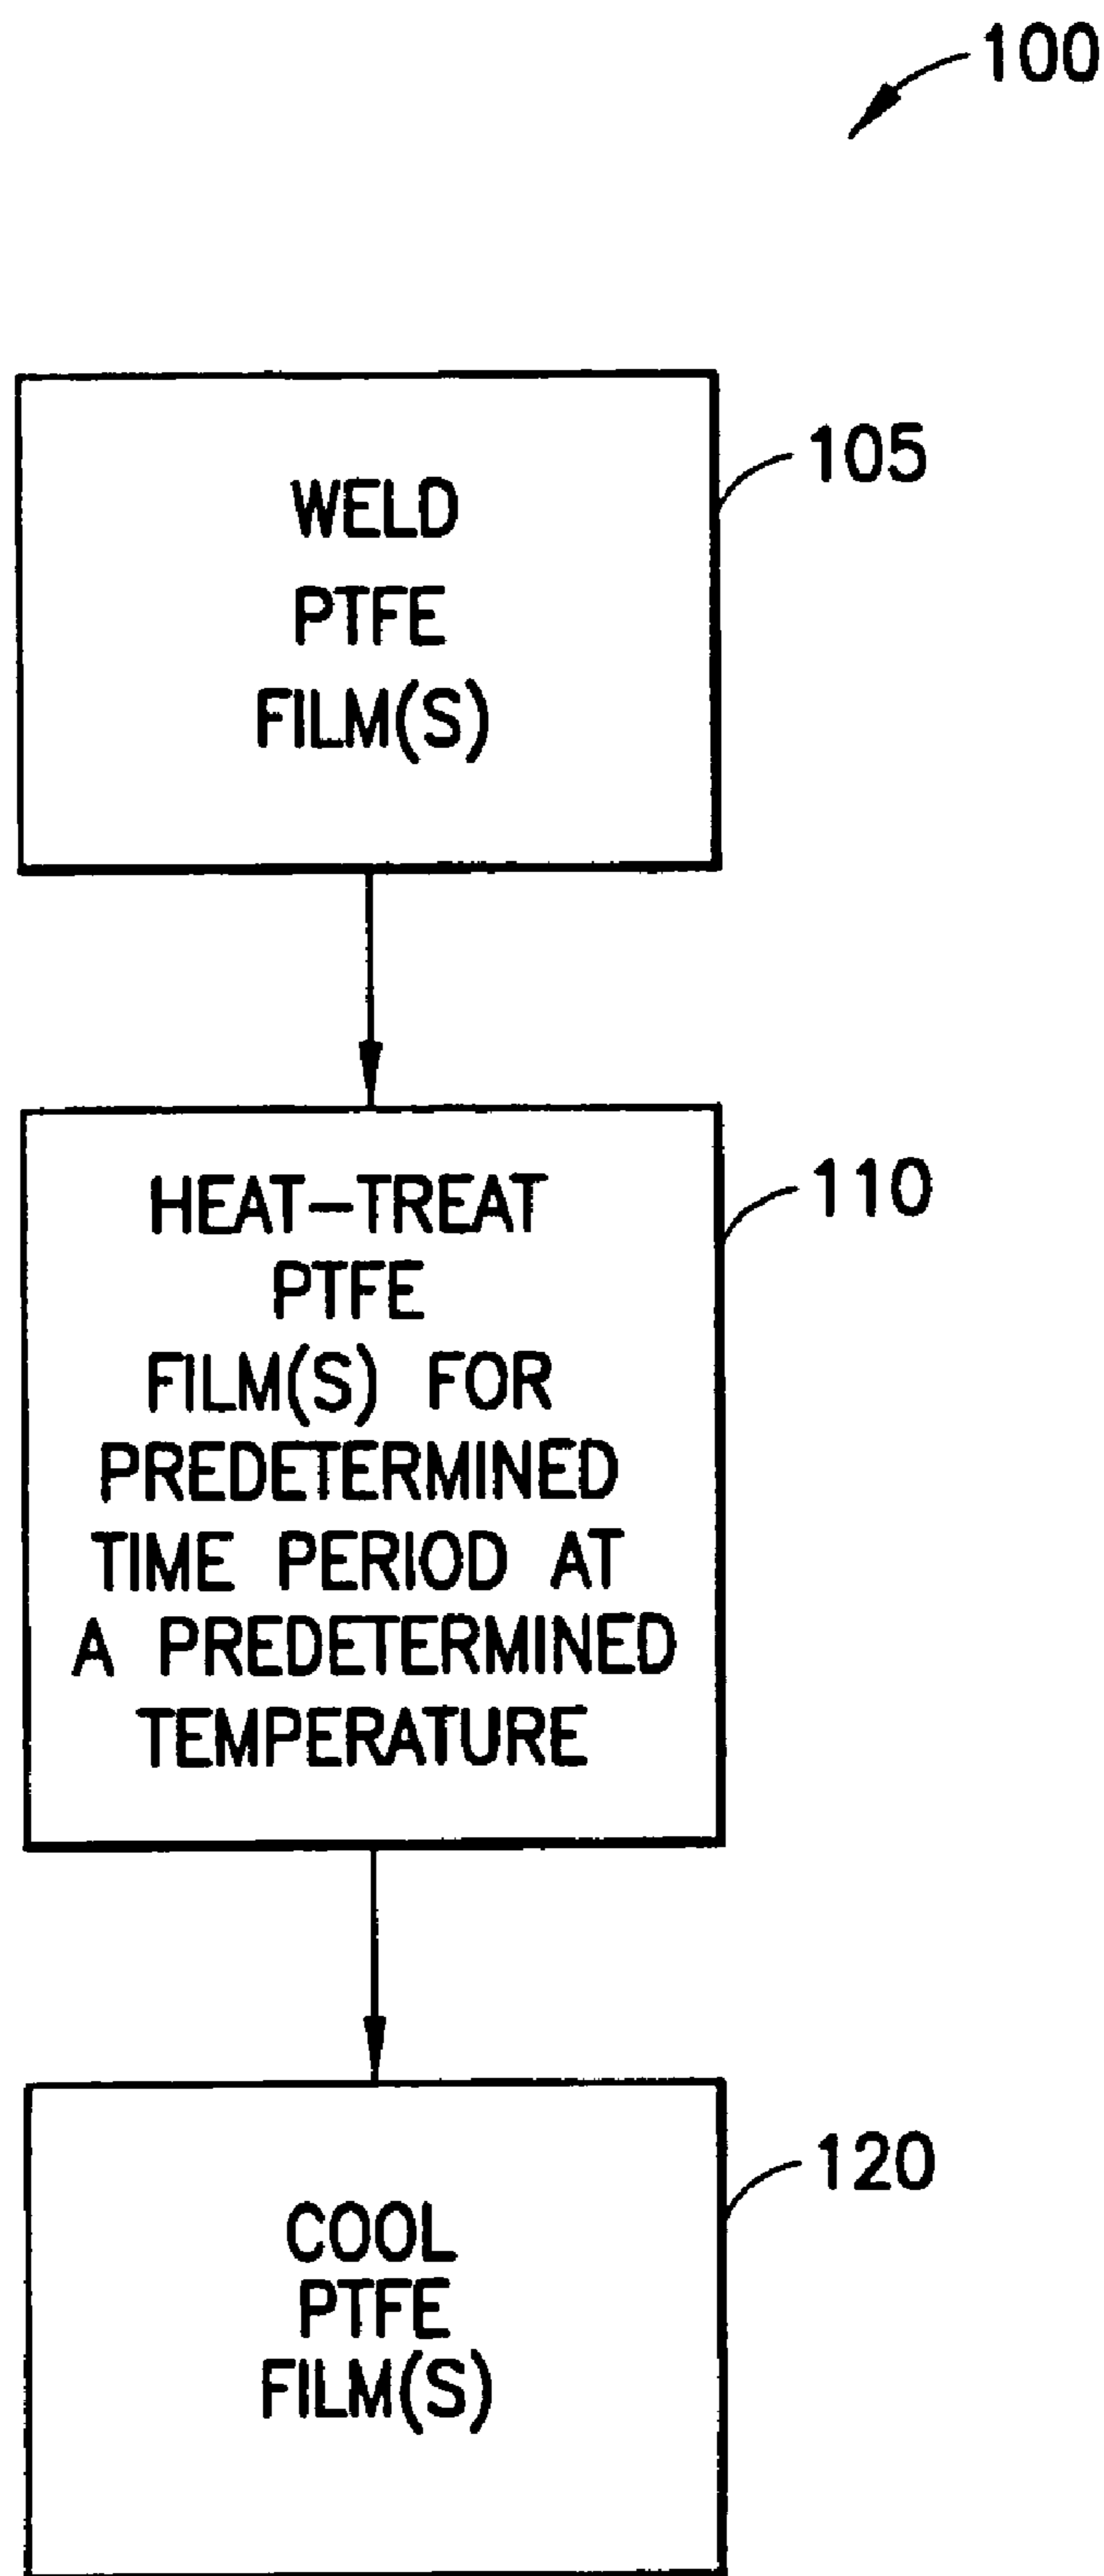 100
105
WELD
PTFE
FILM(S)
110
HEAT-TREAT
PTFE
FILM(S) FOR
PREDETERMINED
TIME PERIOD AT
A PREDETERMINED
TEMPERATURE
120
COOL
PTFE
FILM(S)